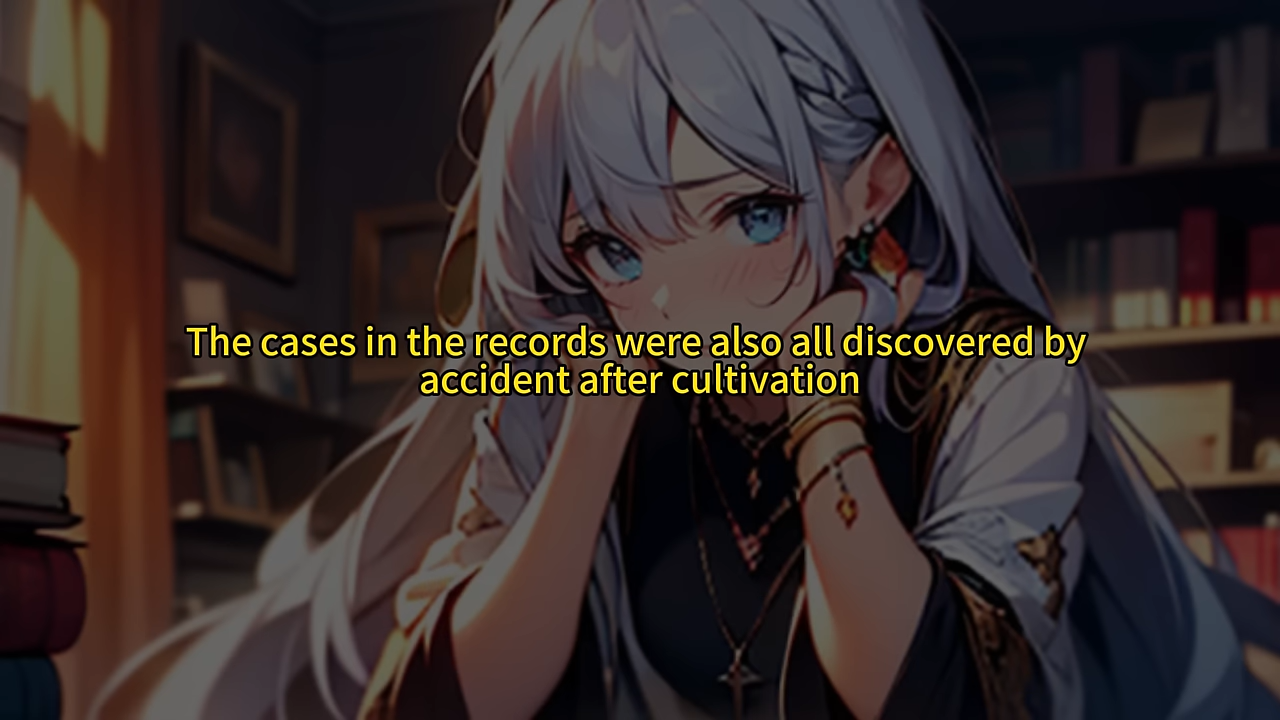 The cases in the records were also all discovered by
accident after cultivation